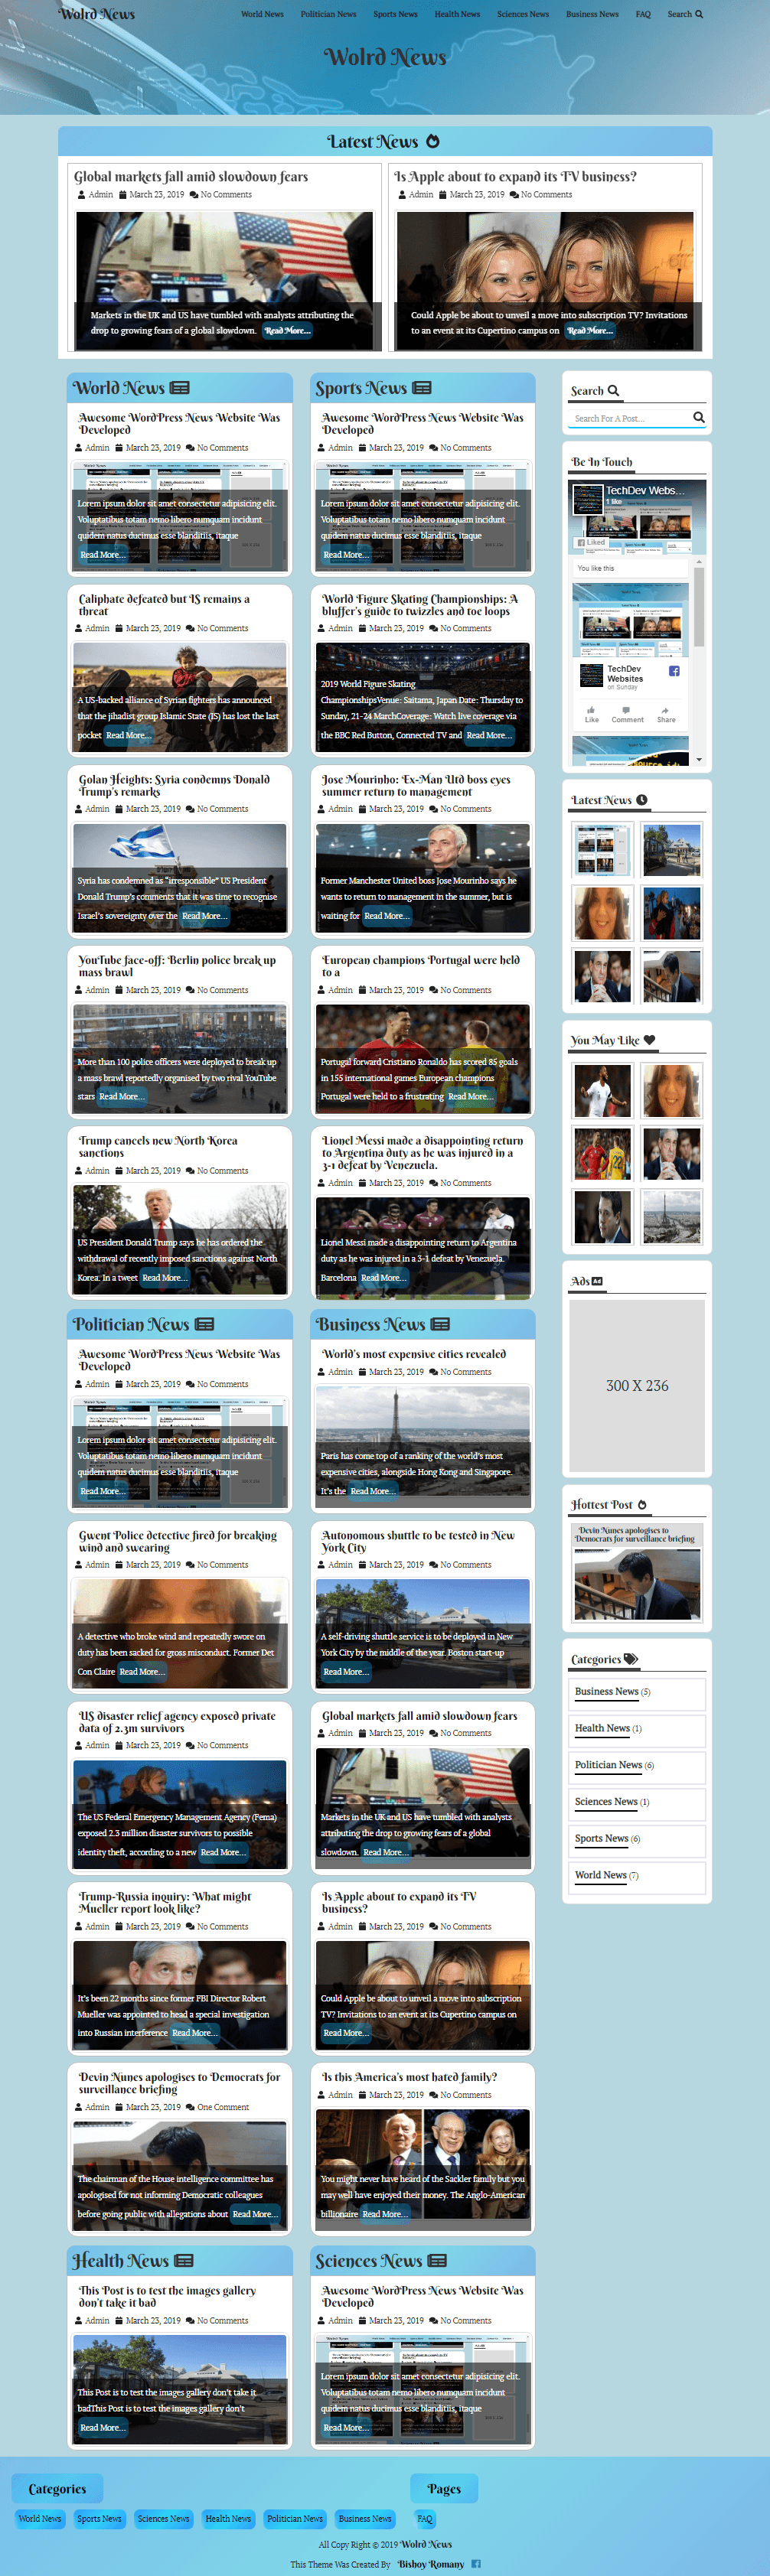 Wolrd News
World News Politician News Sports News Health News Sciences News Business News FAQ Search
Wolrd News
Latest News
Global markets fall amid slowdown fears
Admin March 23, 2019 No Comments
Markets in the UK and US have tumbled with analysts attributing the
drop to growing fears of a global slowdown. Read More...
Is Apple about to expand its TV business?
Admin March 23, 2019 No Comments
Could Apple be about to unveil a move into subscription TV? Invitations
to an event at its Cupertino campus on Read More...
World News
Awesome WordPress News Website Was
Developed
Admin March 23, 2019 No Comments
Lorem ipsum dolor sit amet consectetur adipisicing elit.
Voluptatibus totam nemo libero numquam incidunt
quidem natus ducimus esse blanditiis, itaque
Read More...
Caliphate defeated but IS remains a
threat
Admin March 23, 2019 No Comments
A US-backed alliance of Syrian fighters has announced
that the jihadist group Islamic State (IS) has lost the last
pocket Read More...
Golan Heights: Syria condemns Donald
Trump's remarks
Admin March 23, 2019 No Comments
Syria has condemned as "irresponsible" US President
Donald Trump's comments that it was time to recognise
Israel's sovereignty over the Read More...
YouTube face-off: Berlin police break up
mass brawl
Admin March 23, 2019 No Comments
More than 100 police officers were deployed to break up
a mass brawl reportedly organised by two rival YouTube
stars Read More...
Trump cancels new North Korea
sanctions
Admin March 23, 2019 No Comments
US President Donald Trump says he has ordered the
withdrawal of recently imposed sanctions against North
Korea. In a tweet Read More...
Sports News
Awesome WordPress News Website Was
Developed
Admin March 23, 2019 No Comments
Lorem ipsum dolor sit amet consectetur adipisicing elit.
Voluptatibus totam nemo libero numquam incidunt
quidem natus ducimus esse blanditiis, itaque
Read More...
World Figure Skating Championships: A
bluffer's guide to twizzles and toe loops
Admin March 23, 2019 No Comments
2019 World Figure Skating
ChampionshipsVenue: Saitama, Japan Date: Thursday to
Sunday, 21-24 MarchCoverage: Watch live coverage via
the BBC Red Button, Connected TV and Read More...
Jose Mourinho: Ex-Man Utd boss eyes
summer return to management
Admin March 23, 2019 No Comments
Former Manchester United boss Jose Mourinho says he
wants to return to management in the summer, but is
waiting for Read More...
European champions Portugal were held
to a
Admin March 23, 2019 No Comments
Portugal forward Cristiano Ronaldo has scored 85 goals
in 155 international games European champions
Portugal were held to a frustrating Read More...
Lionel Messi made a disappointing return
to Argentina duty as he was injured in a
3-1 defeat by Venezuela.
Admin March 23, 2019 No Comments
Lionel Messi made a disappointing return to Argentina
duty as he was injured in a 3-1 defeat by Venezuela.
Barcelona Read More...
Politician News
Awesome WordPress News Website Was
Developed
Admin March 23, 2019 No Comments
Lorem ipsum dolor sit amet consectetur adipisicing elit.
Voluptatibus totam nemo libero numquam incidunt
quidem natus ducimus esse blanditiis, itaque
Read More...
Gwent Police detective fired for breaking
wind and swearing
Admin March 23, 2019 No Comments
A detective who broke wind and repeatedly swore on
duty has been sacked for gross misconduct. Former Det
Con Claire Read More...
US disaster relief agency exposed private
data of 2.3m survivors
Admin March 23, 2019 No Comments
The US Federal Emergency Management Agency (Fema)
exposed 2.3 million disaster survivors to possible
identity theft, according to a new Read More...
Trump-Russia inquiry: What might
Mueller report look like?
Admin March 23, 2019 No Comments
It's been 22 months since former FBI Director Robert
Mueller was appointed to head a special investigation
into Russian interference Read More...
Devin Nunes apologises to Democrats for
surveillance briefing
Admin March 23, 2019 One Comment
The chairman of the House intelligence committee has
apologised for not informing Democratic colleagues
before going public with allegations about Read More...
Business News
World's most expensive cities revealed
Admin March 23, 2019 No Comments
Paris has come top of a ranking of the world's most
expensive cities, alongside Hong Kong and Singapore.
It's the Read More...
Autonomous shuttle to be tested in New
York City
Admin March 23, 2019 No Comments
A self-driving shuttle service is to be deployed in New
York City by the middle of the year. Boston start-up
Read More...
Global markets fall amid slowdown fears
Admin March 23, 2019 No Comments
Markets in the UK and US have tumbled with analysts
attributing the drop to growing fears of a global
slowdown. Read More...
Is Apple about to expand its TV
business?
Admin March 23, 2019 No Comments
Could Apple be about to unveil a move into subscription
TV? Invitations to an event at its Cupertino campus on
Read More...
Is this America's most hated family?
Admin March 23, 2019 No Comments
You might never have heard of the Sackler family but you
may well have enjoyed their money. The Anglo-American
billionaire Read More...
Health News
This Post is to test the images gallery
don't take it bad
Admin March 23, 2019 No Comments
This Post is to test the images gallery don't take it
badThis Post is to test the images gallery don't
Read More...
Sciences News
Awesome WordPress News Website Was
Developed
Admin March 23, 2019 No Comments
Lorem ipsum dolor sit amet consectetur adipisicing elit.
Voluptatibus totam nemo libero numquam incidunt
quidem natus ducimus esse blanditiis, itaque
Read More...
Search
Search For A Post...
Be In Touch
TechDev Webs...
1 like
Liked
You like this
TechDev
Websites
on Sunday
Like Comment Share
Latest News
You May Like
Ads
300 X 236
Hottest Post
Devin Nunes apologises to
Democrats for surveillance briefing
Categories
Business News (5)
Health News (1)
Politician News (6)
Sciences News (1)
Sports News (6)
World News (7)
Categories
World News Sports News Sciences News Health News Politician News Business News
Pages
FAQ
All Copy Right © 2019 Wolrd News
This Theme Was Created By Bishoy Romany